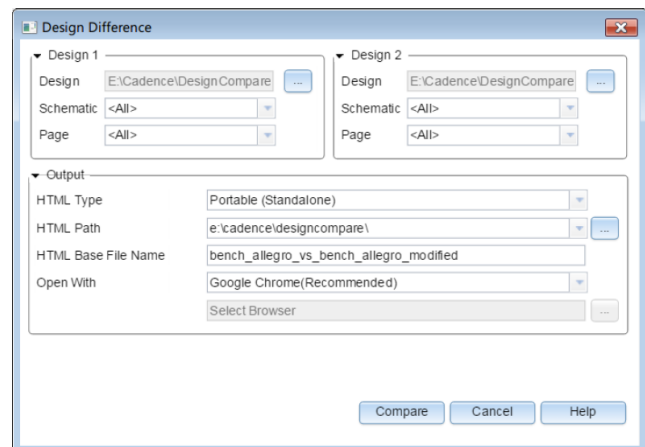 Design Difference
Design 1
Design E:\Cadence\DesignCompare ...
Schematic <All>
Page <All>
Design 2
Design E:\Cadence\DesignCompare ...
Schematic <All>
Page <All>
Output
HTML Type Portable (Standalone)
HTML Path e:\cadence\designcompare\ ...
HTML Base File Name bench_allegro_vs_bench_allegro_modified
Open With Google Chrome(Recommended)
Select Browser ...
Compare Cancel Help